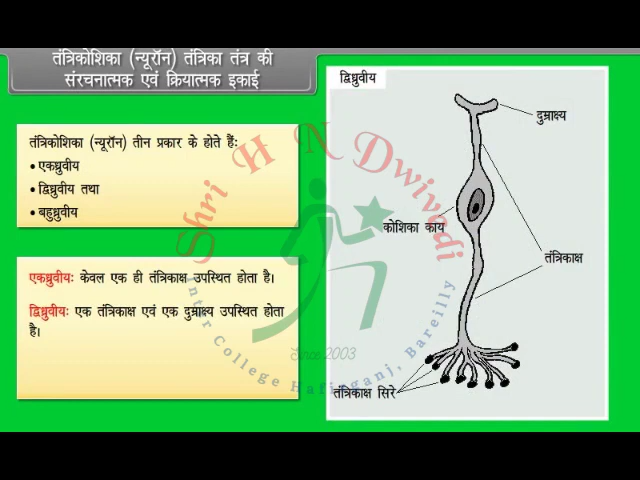 तंत्रिकोशिका (न्यूरॉन) तंत्रिका तंत्र की
संरचनात्मक एवं क्रियात्मक इकाई
तंत्रिकोशिका (न्यूरॉन) तीन प्रकार के होते हैं:
• एकध्रुवीय
• द्विध्रुवीय तथा
• बहुध्रुवीय
एकध्रुवीय: केवल एक ही तंत्रिकाक्ष उपस्थित होता है।
द्विध्रुवीय: एक तंत्रिकाक्ष एवं एक दुम्राक्ष्य उपस्थित होता
है।
द्विध्रुवीय
दुम्राक्ष्य
कोशिका काय
तंत्रिकाक्ष
तंत्रिकाक्ष सिरे
Shri H N Dwivedi
Inter College Hafizganj, Bareilly
Since 2003